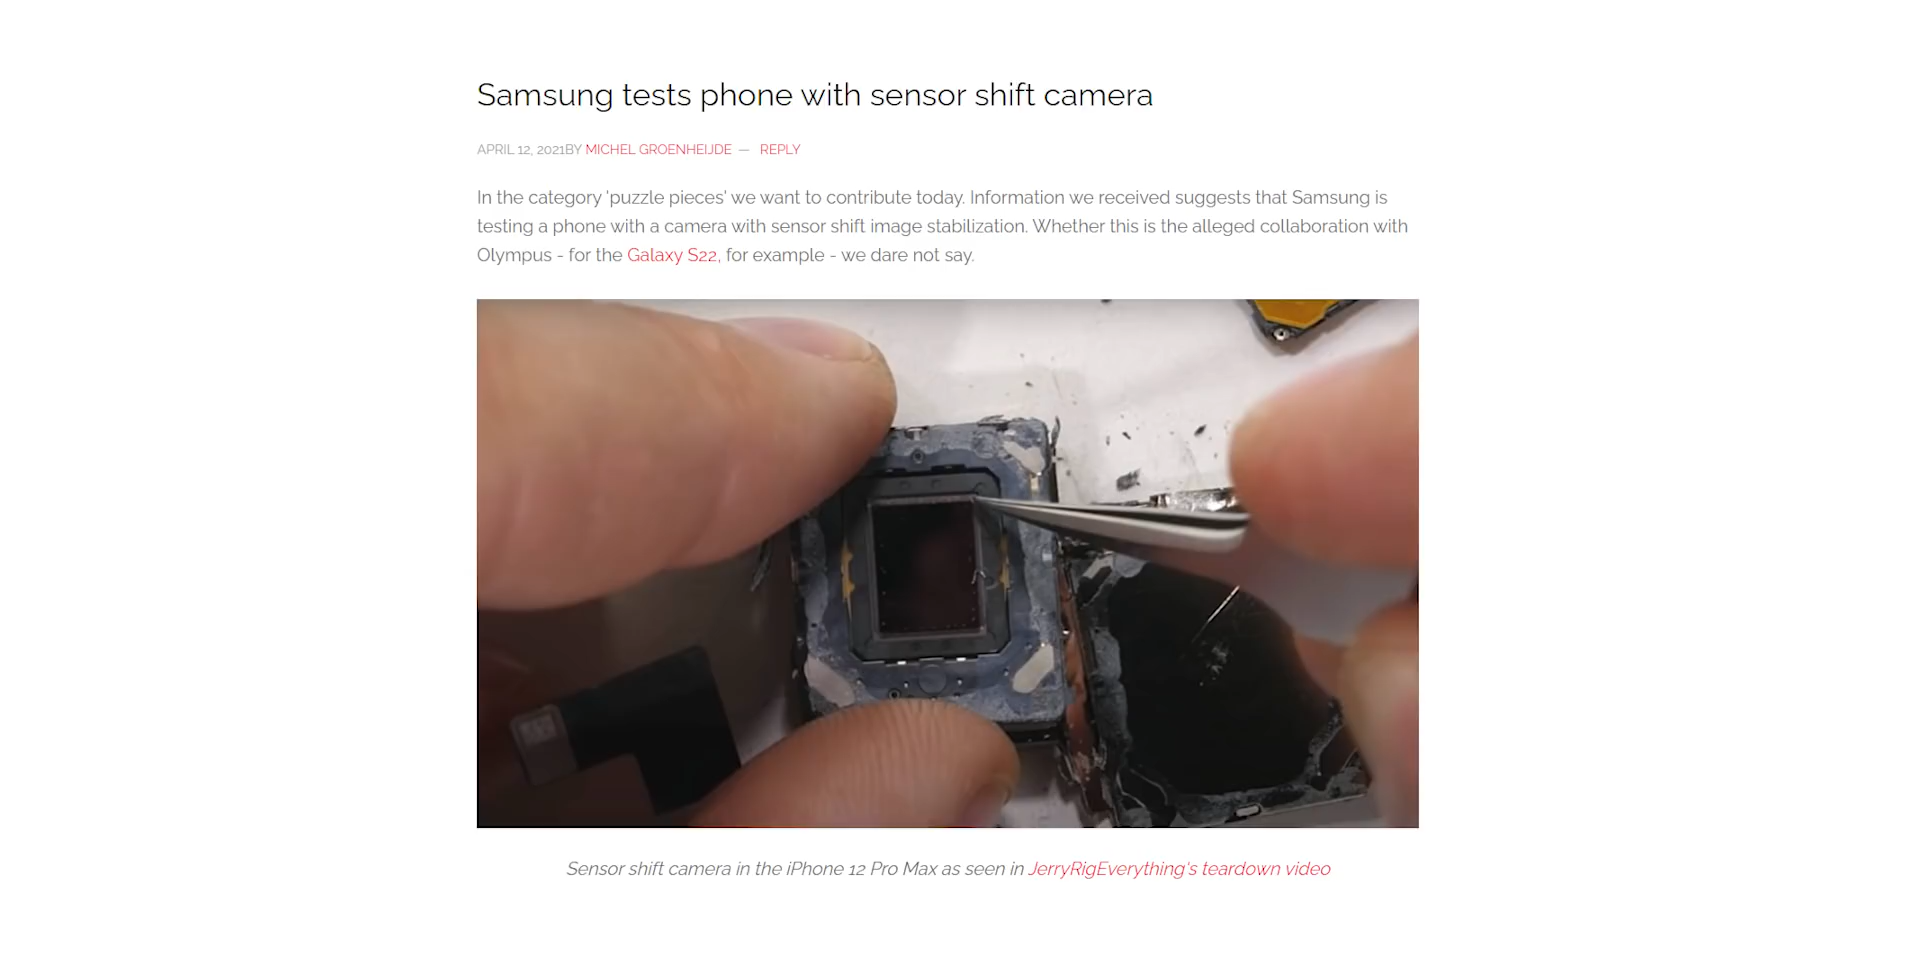 Samsung tests phone with sensor shift camera
APRIL 12, 2021BY MICHEL GROENHEIJDE — REPLY
In the category 'puzzle pieces' we want to contribute today. Information we received suggests that Samsung is
testing a phone with a camera with sensor shift image stabilization. Whether this is the alleged collaboration with
Olympus - for the Galaxy S22, for example - we dare not say.
Sensor shift camera in the iPhone 12 Pro Max as seen in JerryRigEverything's teardown video